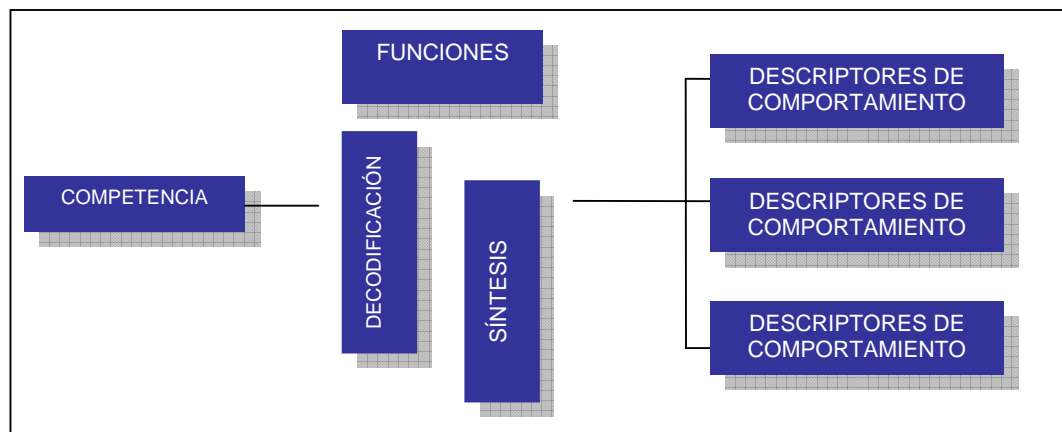 COMPETENCIA
FUNCIONES
DECODIFICACIÓN
SÍNTESIS
DESCRIPTORES DE
COMPORTAMIENTO
DESCRIPTORES DE
COMPORTAMIENTO
DESCRIPTORES DE
COMPORTAMIENTO